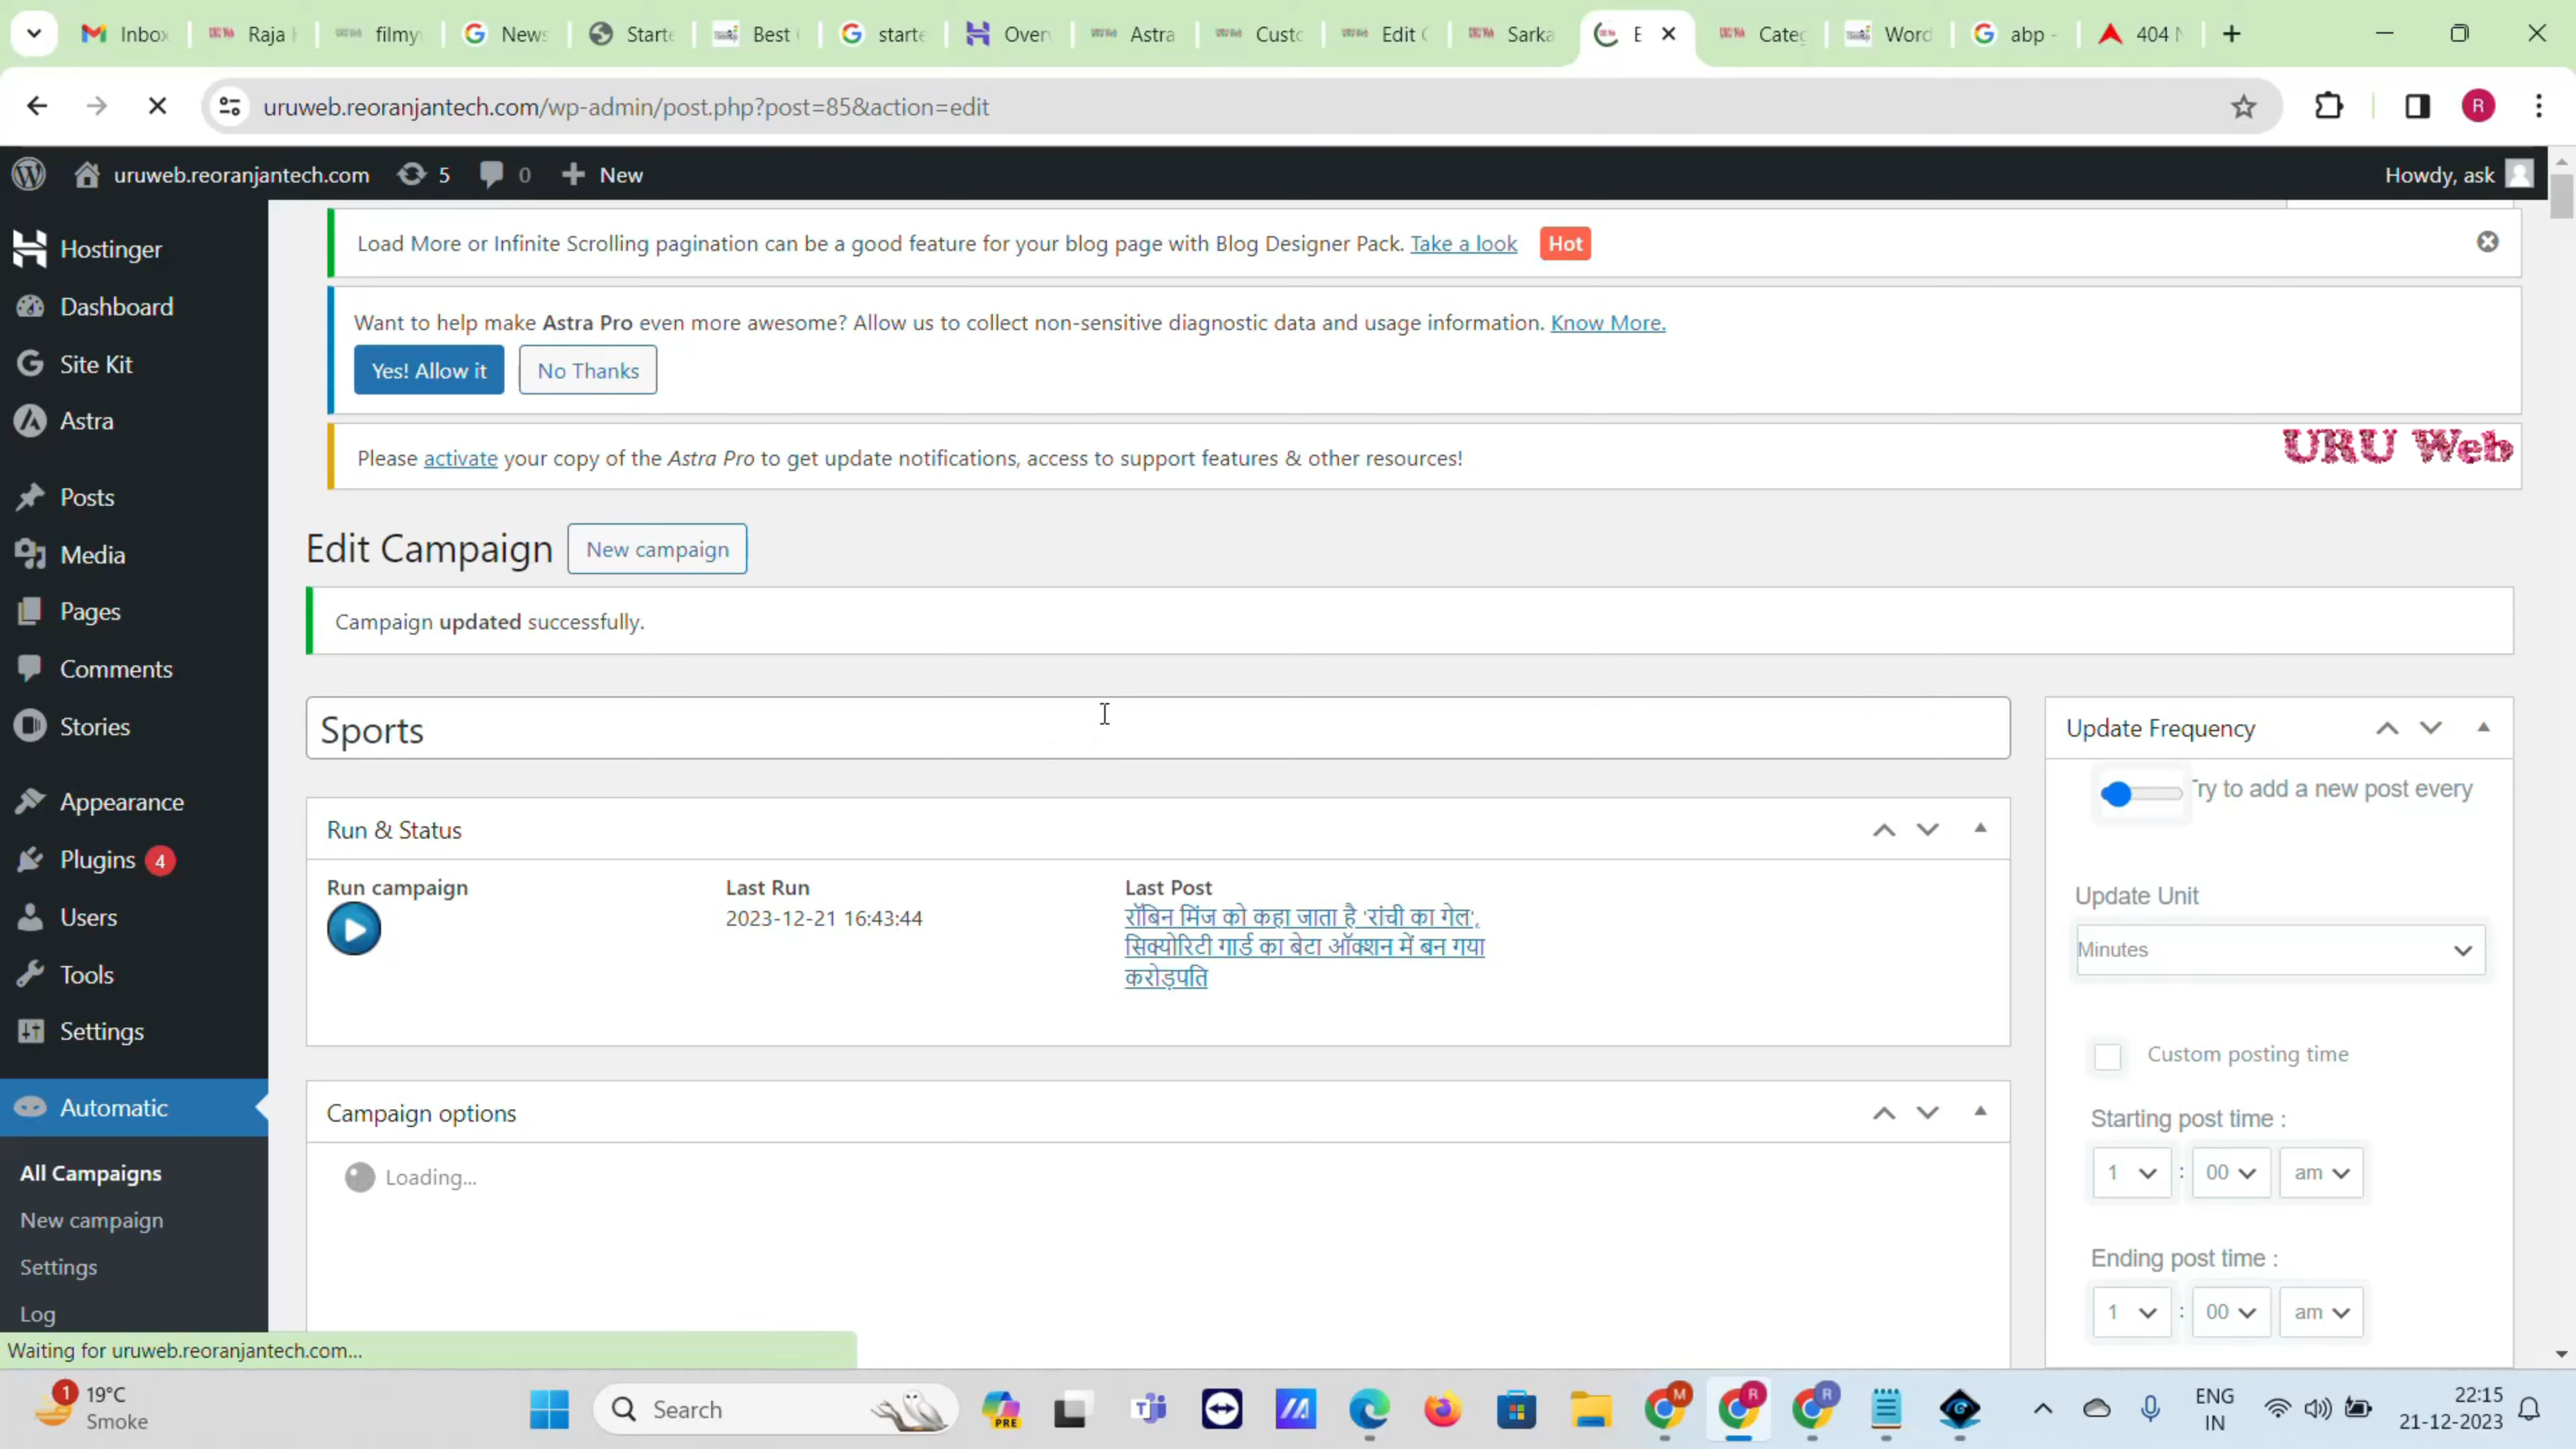 Inbox
Raja
filmy
News
Start
Best
starte
Over
Astra
Custo
Edit
Sarka
E
Categ
Word
abp -
404 N
uruweb.reoranjantech.com/wp-admin/post.php?post=85&action=edit
R
uruweb.reoranjantech.com
5
0
New
Howdy, ask
Hostinger
Dashboard
Site Kit
Astra
Posts
Media
Pages
Comments
Stories
Appearance
Plugins 4
Users
Tools
Settings
Automatic
All Campaigns
New campaign
Settings
Log
Load More or Infinite Scrolling pagination can be a good feature for your blog page with Blog Designer Pack. Take a look Hot
Want to help make Astra Pro even more awesome? Allow us to collect non-sensitive diagnostic data and usage information. Know More.
Yes! Allow it
No Thanks
Please activate your copy of the Astra Pro to get update notifications, access to support features & other resources!
URU Web
Edit Campaign
New campaign
Campaign updated successfully.
Sports
Run & Status
Run campaign
Last Run
2023-12-21 16:43:44
Last Post
रॉबिन मिंज को कहा जाता है 'रांची का गेल',
सिक्योरिटी गार्ड का बेटा ऑक्शन में बन गया
करोड़पति
Campaign options
Loading...
Update Frequency
Try to add a new post every
Update Unit
Minutes
Custom posting time
Starting post time :
1 : 00 am
Ending post time :
1 : 00 am
Waiting for uruweb.reoranjantech.com...
1
19°C
Smoke
Search
PRE
M
R
R
ENG
IN
22:15
21-12-2023